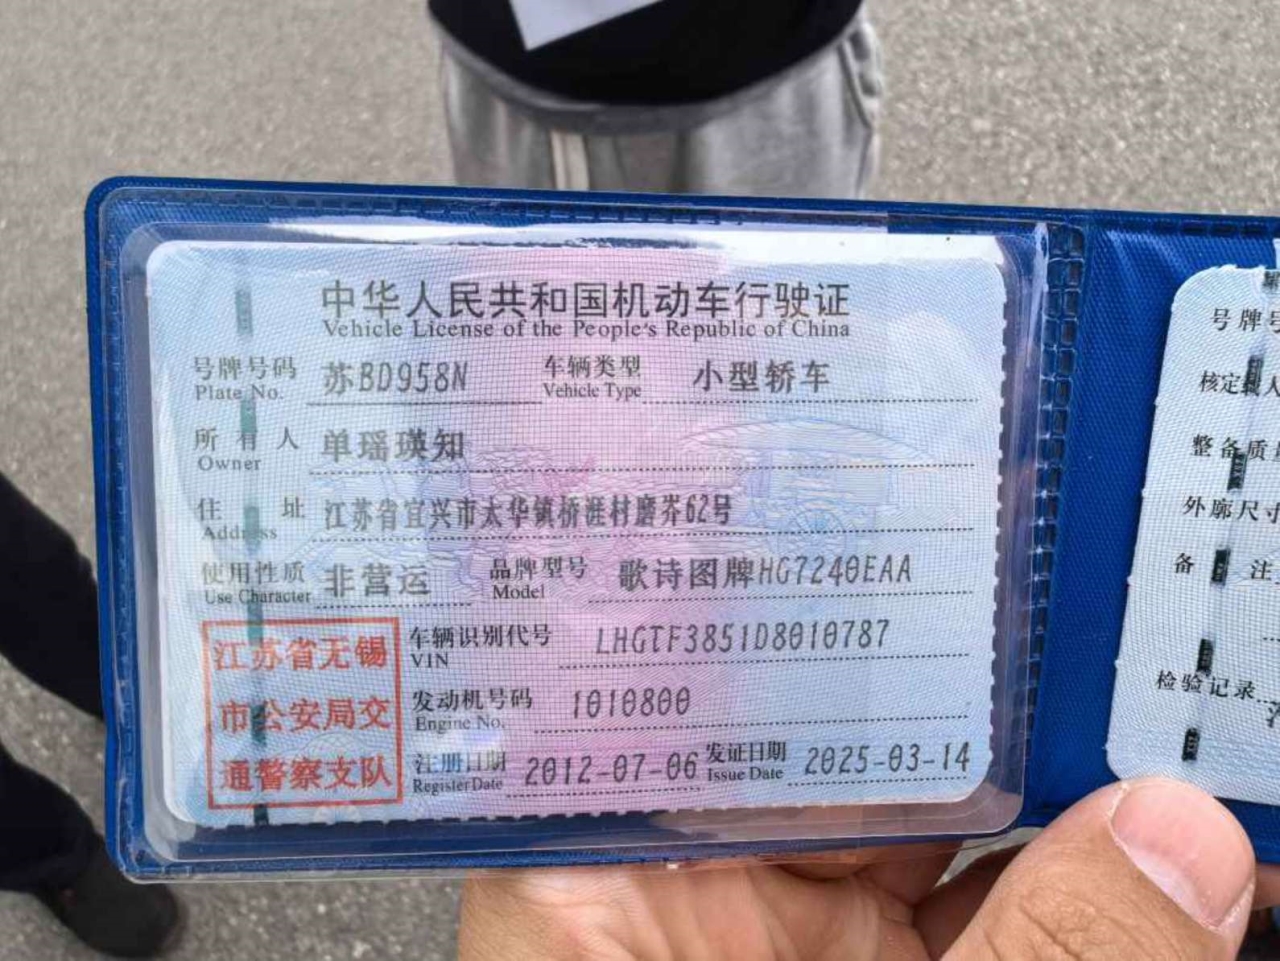 中华人民共和国机动车行驶证
Vehicle License of the People's Republic of China
号牌号码 苏BD958N 车辆类型 小型轿车
Plate No. Vehicle Type
所有人 单瑶瑛知
Owner
住址 江苏省宜兴市太华镇桥涯村磨岕62号
Address
使用性质 非营运 品牌型号 歌诗图牌HG7240EAA
Use Character Model
江苏省无锡
市公安局交
通警察支队
车辆识别代号 LHGTF3851D8010787
VIN
发动机号码 1010800
Engine No.
注册日期 2012-07-06 发证日期 2025-03-14
Register Date Issue Date
号牌号
核定载人
整备质
外廓尺寸
备注
检验记录